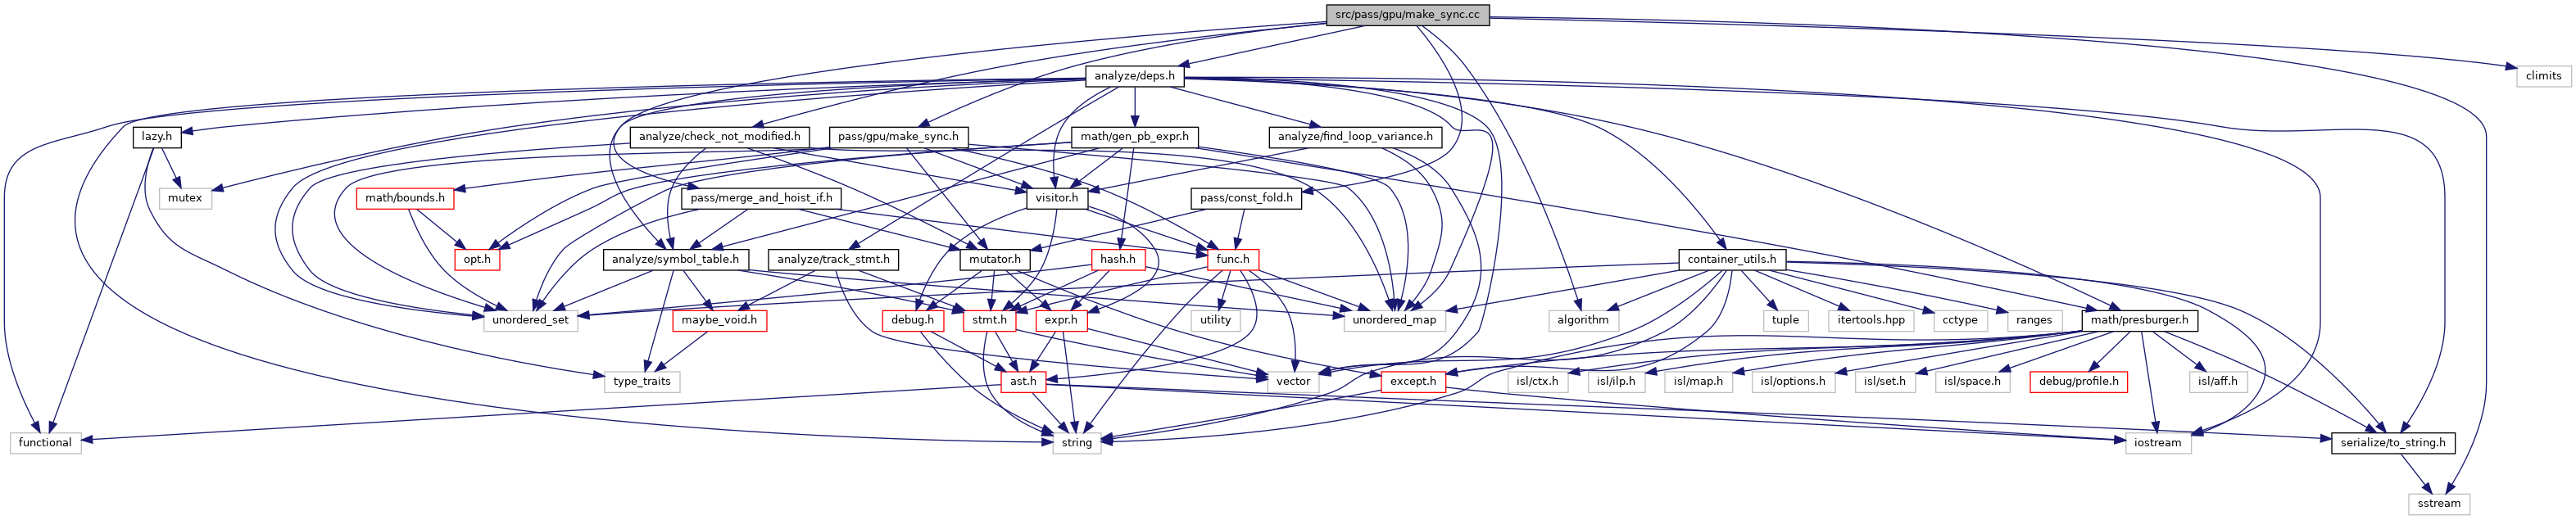 src/pass/gpu/make_sync.cc
analyze/deps.h
climits
lazy.h
analyze/check_not_modified.h
pass/gpu/make_sync.h
math/gen_pb_expr.h
analyze/find_loop_variance.h
mutex
math/bounds.h
pass/merge_and_hoist_if.h
visitor.h
pass/const_fold.h
opt.h
analyze/symbol_table.h
analyze/track_stmt.h
mutator.h
hash.h
func.h
container_utils.h
unordered_set
maybe_void.h
debug.h
stmt.h
expr.h
utility
unordered_map
algorithm
tuple
itertools.hpp
cctype
ranges
math/presburger.h
type_traits
ast.h
vector
except.h
isl/ctx.h
isl/ilp.h
isl/map.h
isl/options.h
isl/set.h
isl/space.h
debug/profile.h
isl/aff.h
functional
string
iostream
serialize/to_string.h
sstream